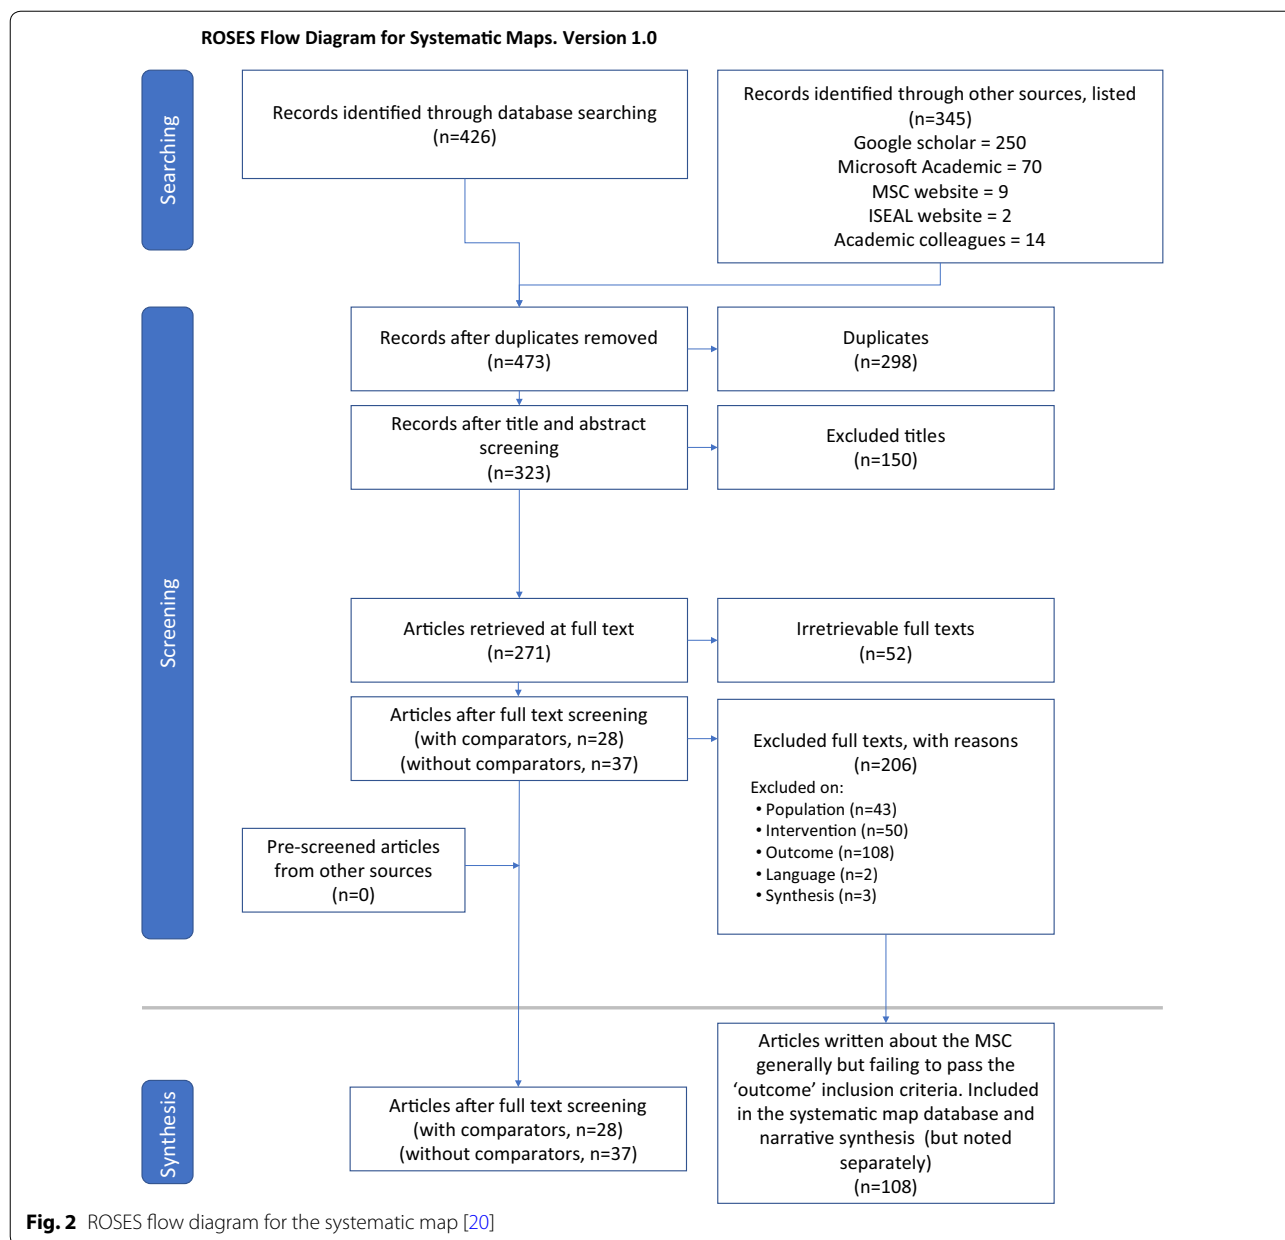 ROSES Flow Diagram for Systematic Maps. Version 1.0
Searching
Records identified through database searching
(n=426)
Records identified through other sources, listed
(n=345)
Google scholar = 250
Microsoft Academic = 70
MSC website = 9
ISEAL website = 2
Academic colleagues = 14
Screening
Records after duplicates removed
(n=473)
Duplicates
(n=298)
Records after title and abstract
screening
(n=323)
Excluded titles
(n=150)
Articles retrieved at full text
(n=271)
Irretrievable full texts
(n=52)
Articles after full text screening
(with comparators, n=28)
(without comparators, n=37)
Excluded full texts, with reasons
(n=206)
Excluded on:
• Population (n=43)
• Intervention (n=50)
• Outcome (n=108)
• Language (n=2)
• Synthesis (n=3)
Pre-screened articles
from other sources
(n=0)
Synthesis
Articles after full text screening
(with comparators, n=28)
(without comparators, n=37)
Articles written about the MSC
generally but failing to pass the
‘outcome’ inclusion criteria. Included
in the systematic map database and
narrative synthesis (but noted
separately)
(n=108)
Fig. 2 ROSES flow diagram for the systematic map [20]